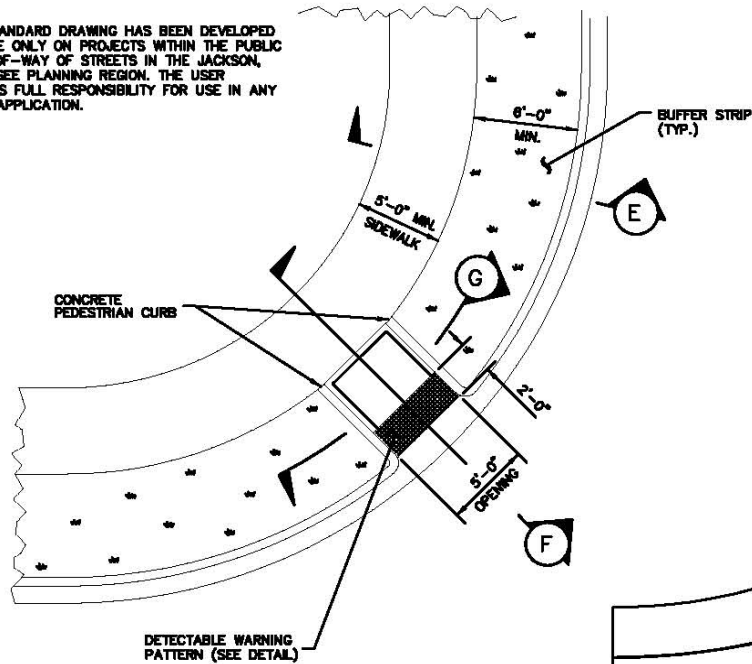 ANDARD DRAWING HAS BEEN DEVELOPED
E ONLY ON PROJECTS WITHIN THE PUBLIC
OF-WAY OF STREETS IN THE JACKSON,
SEE PLANNING REGION. THE USER
S FULL RESPONSIBILITY FOR USE IN ANY
APPLICATION.
6'-0"
MIN.
BUFFER STRIP
(TYP.)
E
5'-0" MIN.
SIDEWALK
G
CONCRETE
PEDESTRIAN CURB
2'-0"
5'-0"
OPENING
F
DETECTABLE WARNING
PATTERN (SEE DETAIL)